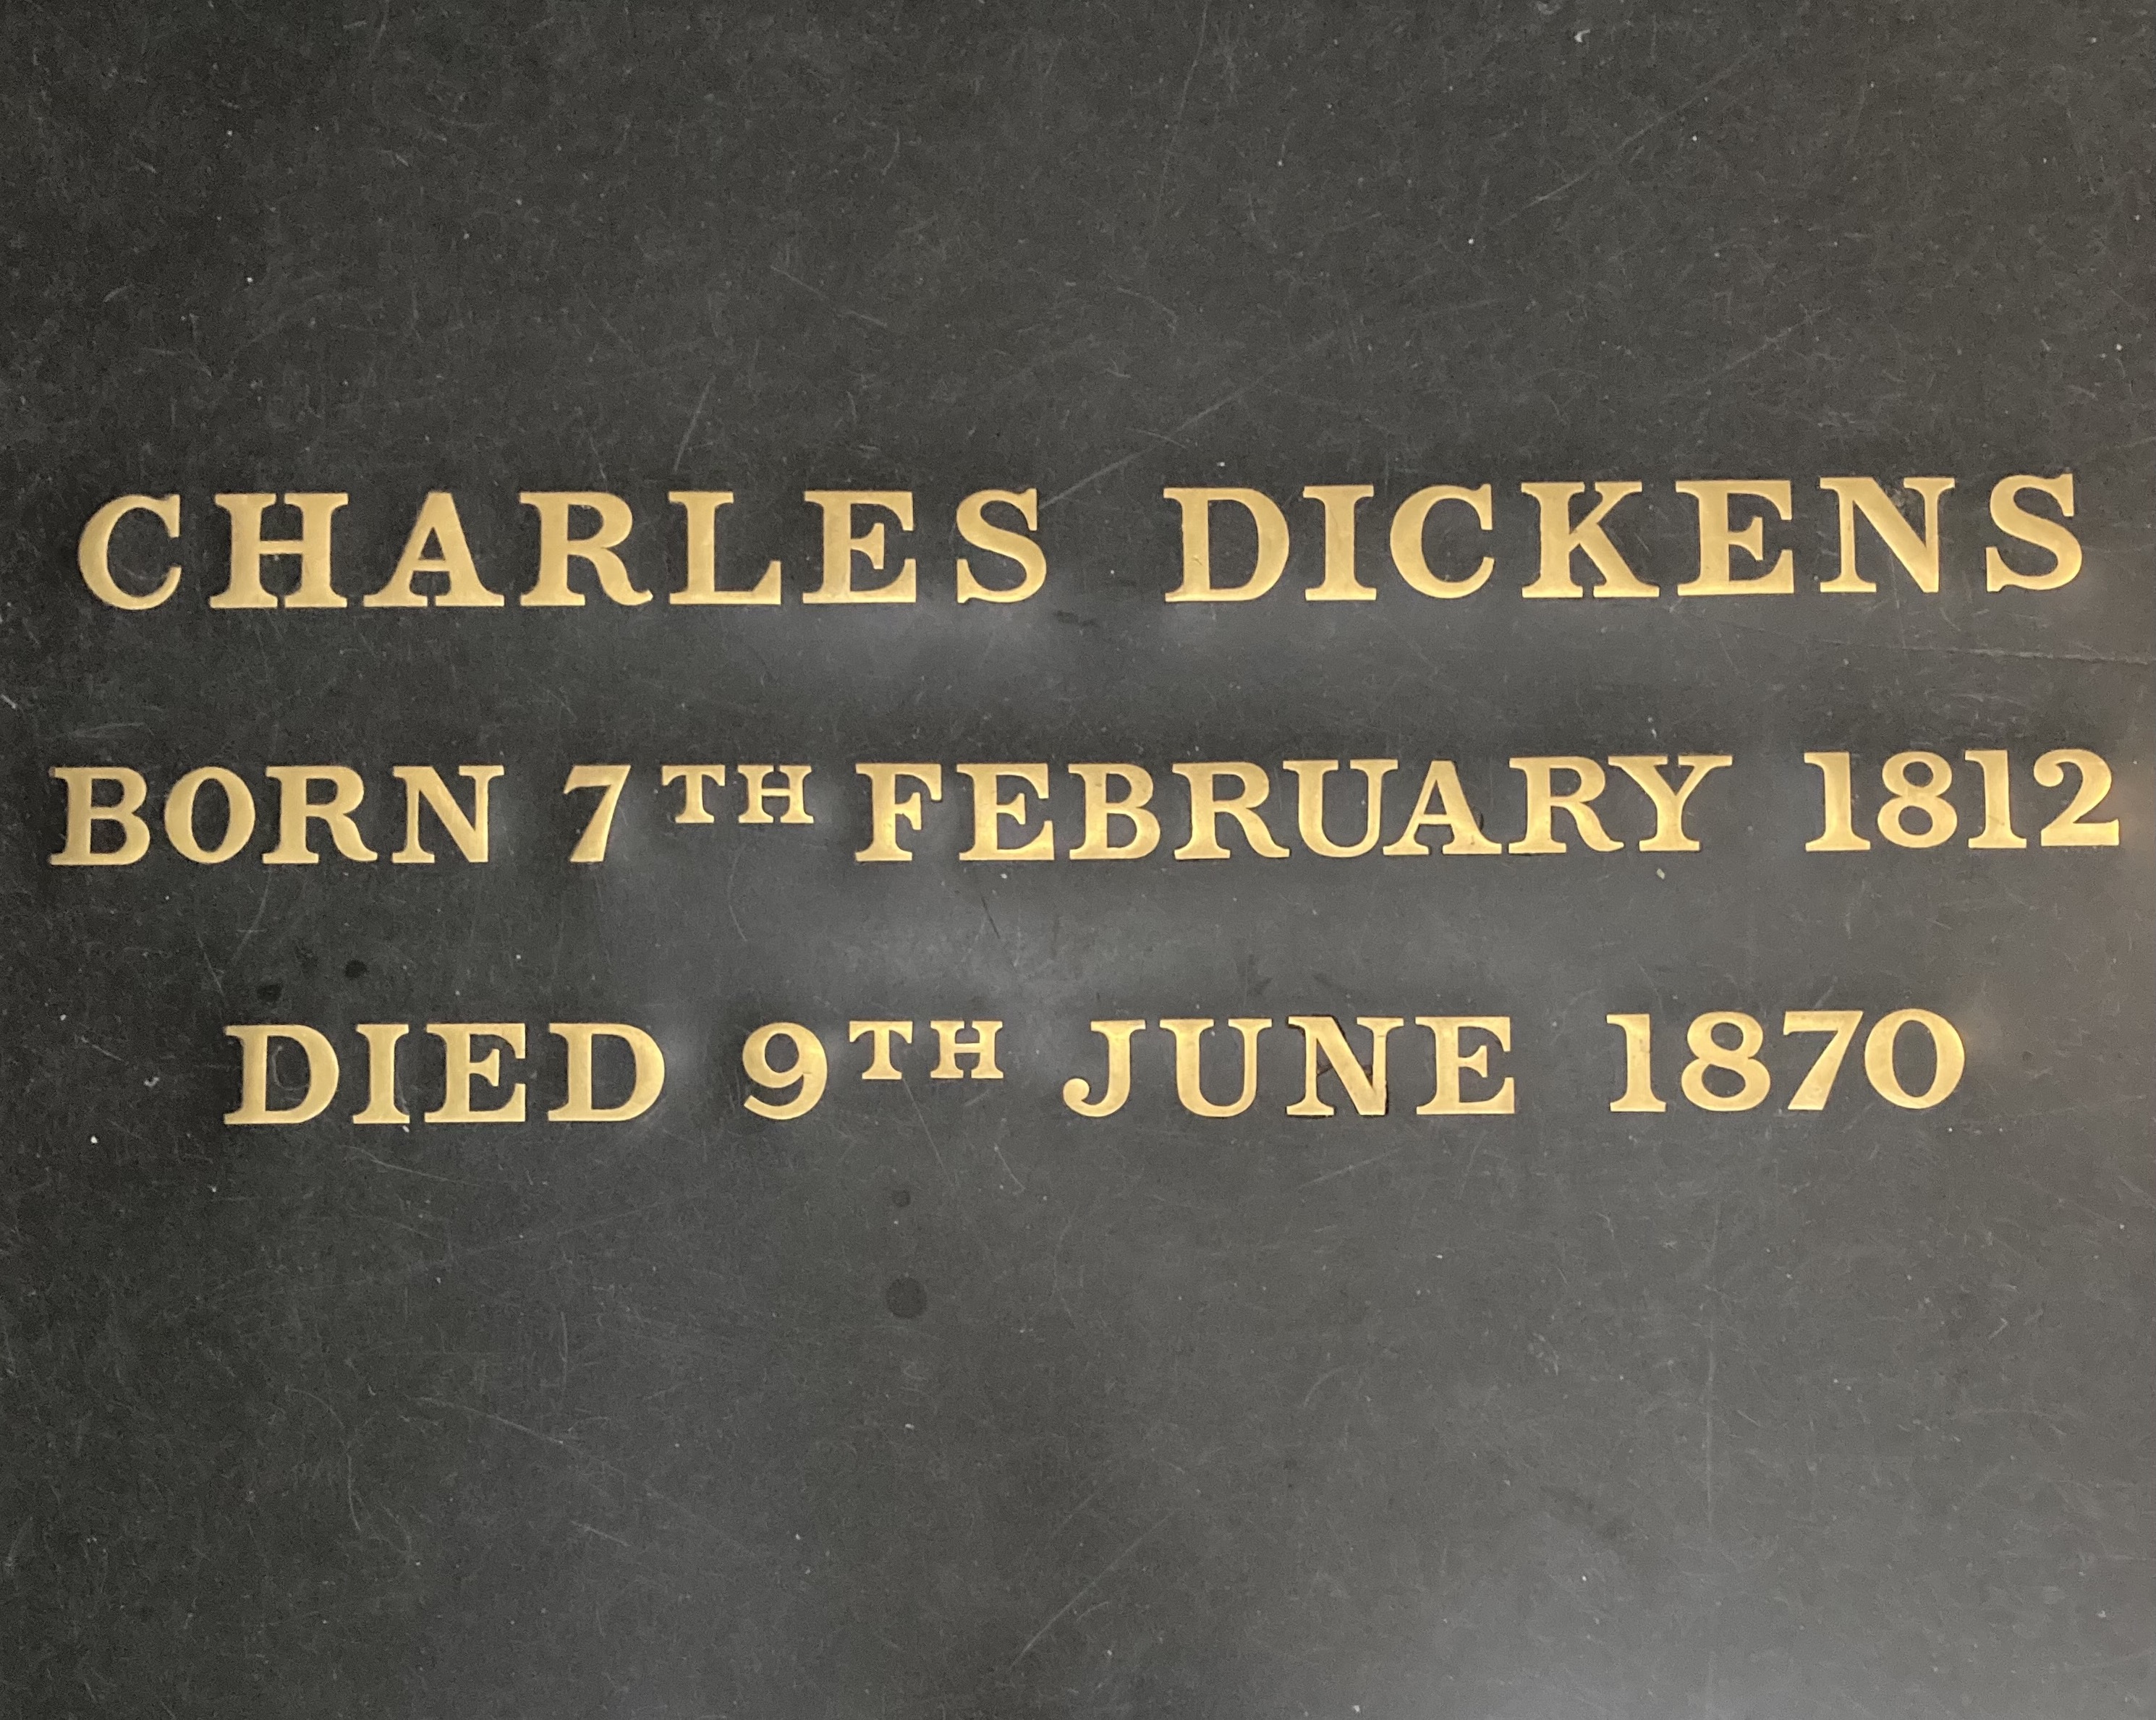 CHARLES DICKENS
BORN 7TH FEBRUARY 1812
DIED 9TH JUNE 1870